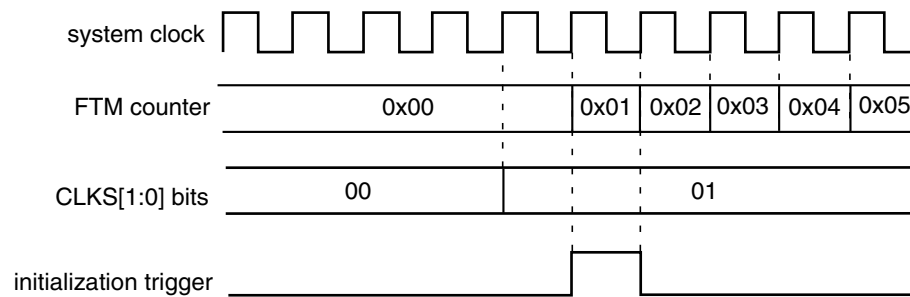 system clock
FTM counter 0x00 0x01 0x02 0x03 0x04 0x05
CLKS[1:0] bits 00 01
initialization trigger